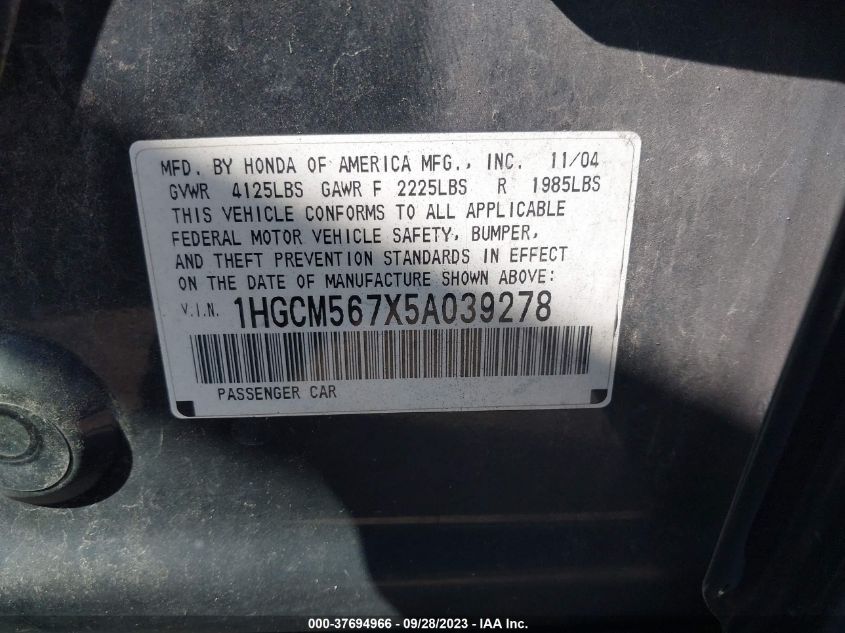 MFD. BY HONDA OF AMERICA MFG., INC. 11/04
GVWR 4125LBS GAWR F 2225LBS R 1985LBS
THIS VEHICLE CONFORMS TO ALL APPLICABLE
FEDERAL MOTOR VEHICLE SAFETY, BUMPER,
AND THEFT PREVENTION STANDARDS IN EFFECT
ON THE DATE OF MANUFACTURE SHOWN ABOVE:
V.I.N. 1HGCM567X5A039278
PASSENGER CAR
000-37694966 - 09/28/2023 - IAA Inc.